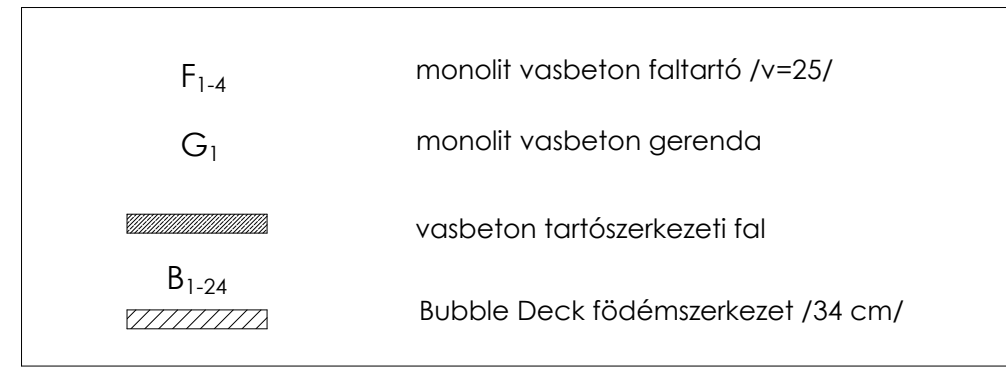 F₁₋₄ monolit vasbeton faltartó /v=25/
G₁ monolit vasbeton gerenda
vasbeton tartószerkezeti fal
B₁₋₂₄
Bubble Deck födémszerkezet /34 cm/